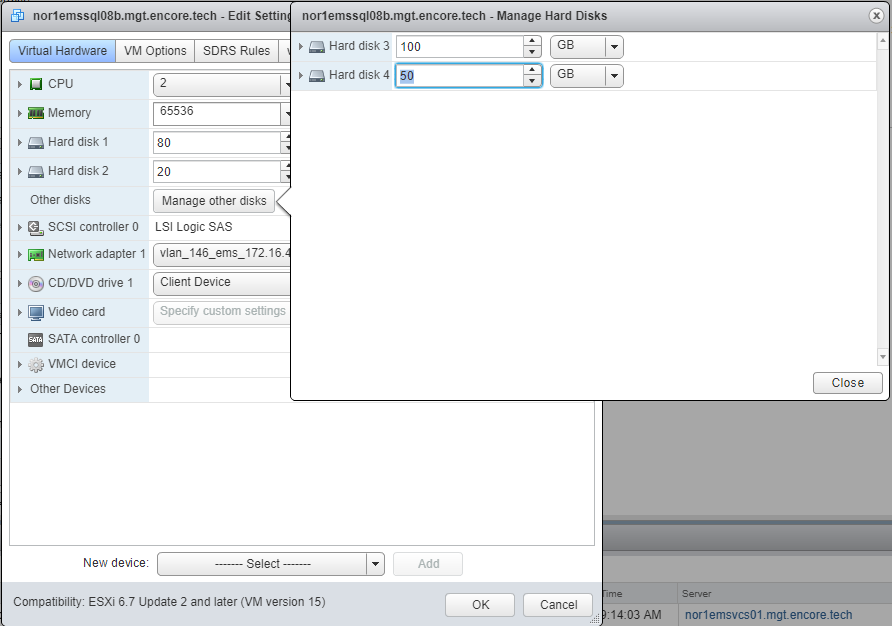 nor1emssql08b.mgt.encore.tech - Edit Setting
nor1emssql08b.mgt.encore.tech - Manage Hard Disks
Virtual Hardware
VM Options
SDRS Rules
Hard disk 3
100
GB
Hard disk 4
50
GB
Close
CPU
2
Memory
65536
Hard disk 1
80
Hard disk 2
20
Other disks
Manage other disks
SCSI controller 0
LSI Logic SAS
Network adapter 1
vlan_146_ems_172.16.4
CD/DVD drive 1
Client Device
Video card
Specify custom settings
SATA
SATA controller 0
VMCI device
Other Devices
New device:
------- Select -------
Add
Compatibility: ESXi 6.7 Update 2 and later (VM version 15)
OK
Cancel
Time
Server
9:14:03 AM
nor1emsvcs01.mgt.encore.tech